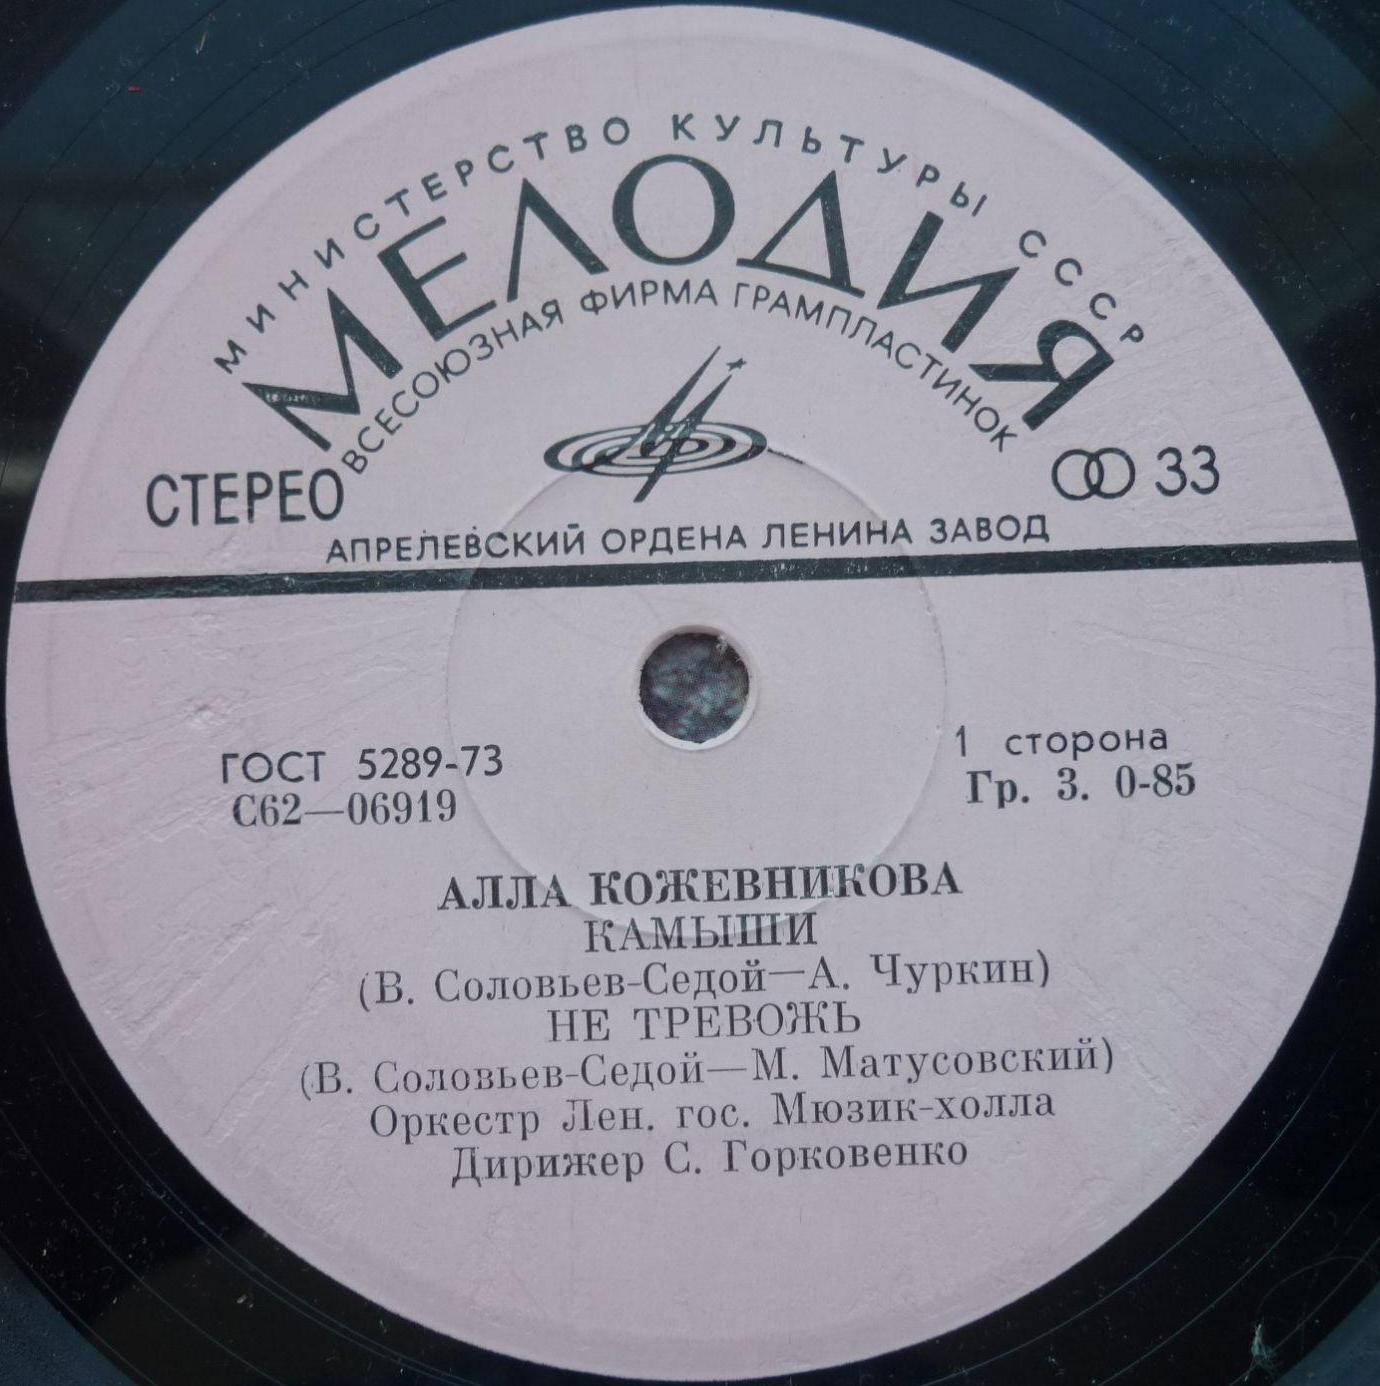 МИНИСТЕРСТВО КУЛЬТУРЫ СССР
МЕЛОДИЯ
ВСЕСОЮЗНАЯ ФИРМА ГРАМПЛАСТИНОК
СТЕРЕО
33
АПРЕЛЕВСКИЙ ОРДЕНА ЛЕНИНА ЗАВОД
ГОСТ 5289-73
1 сторона
С62—06919
Гр. 3. 0-85
АЛЛА КОЖЕВНИКОВА
КАМЫШИ
(В. Соловьев-Седой—А. Чуркин)
НЕ ТРЕВОЖЬ
(В. Соловьев-Седой—М. Матусовский)
Оркестр Лен. гос. Мюзик-холла
Дирижер С. Горковенко